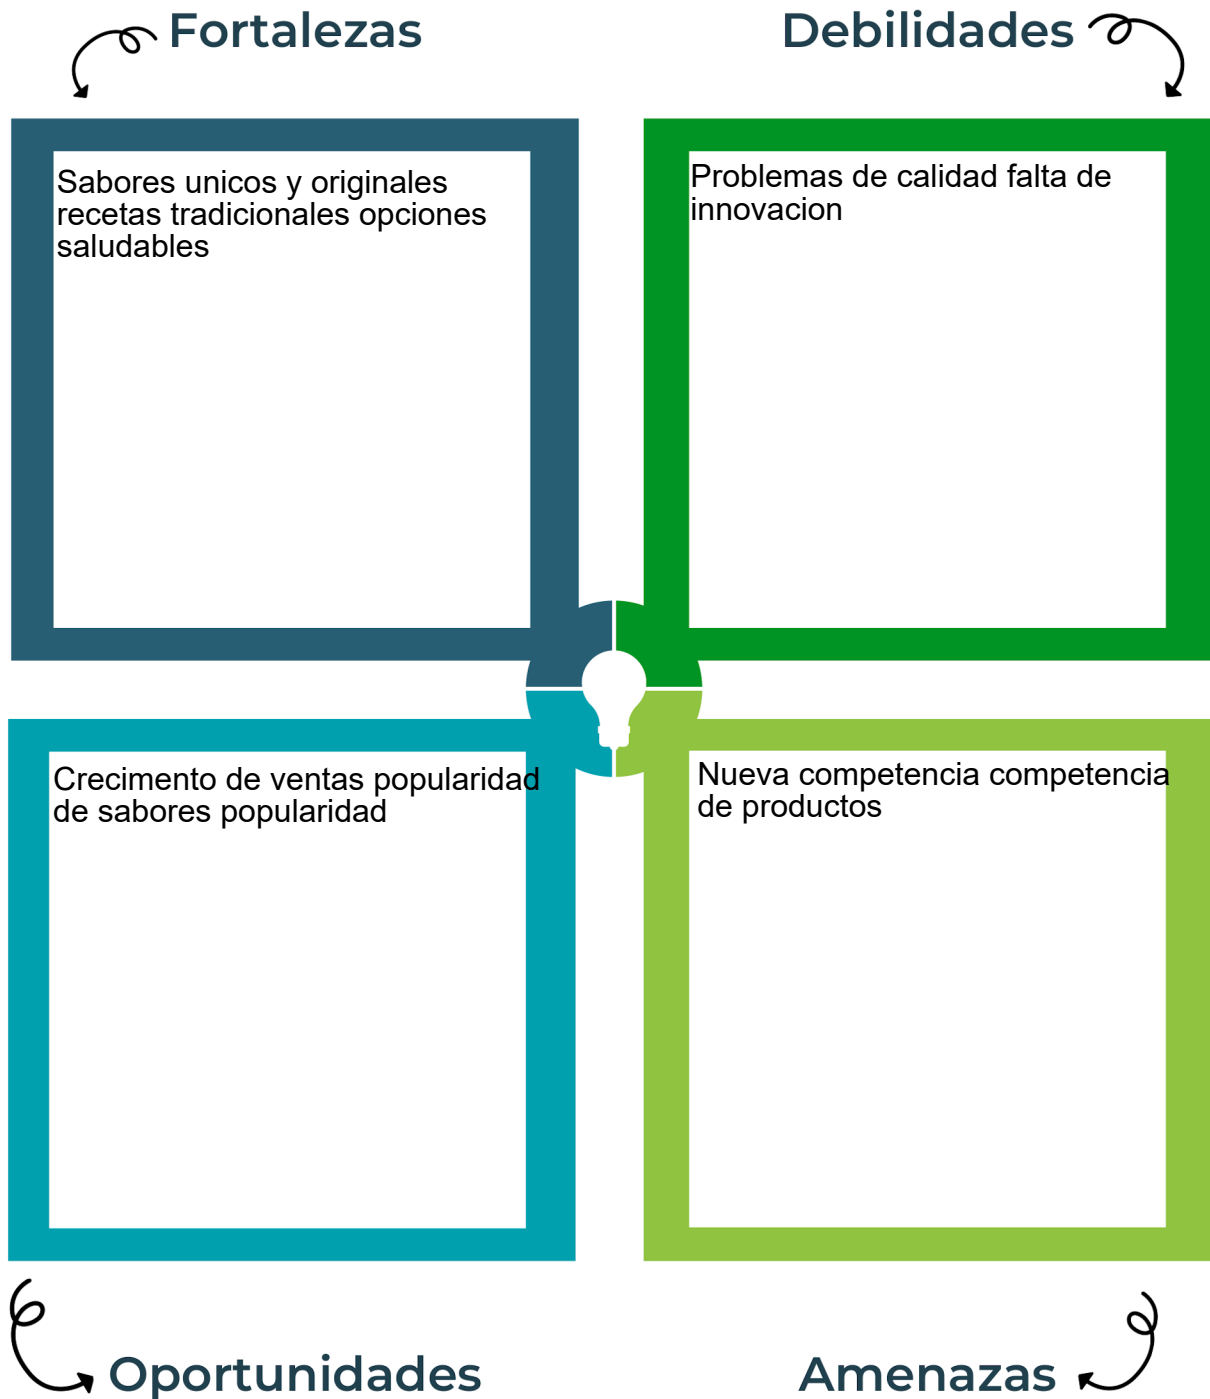 Fortalezas
Sabores unicos y originales
recetas tradicionales opciones
saludables
Debilidades
Problemas de calidad falta de
innovacion
Crecimento de ventas popularidad
de sabores popularidad
Oportunidades
Nueva competencia competencia
de productos
Amenazas